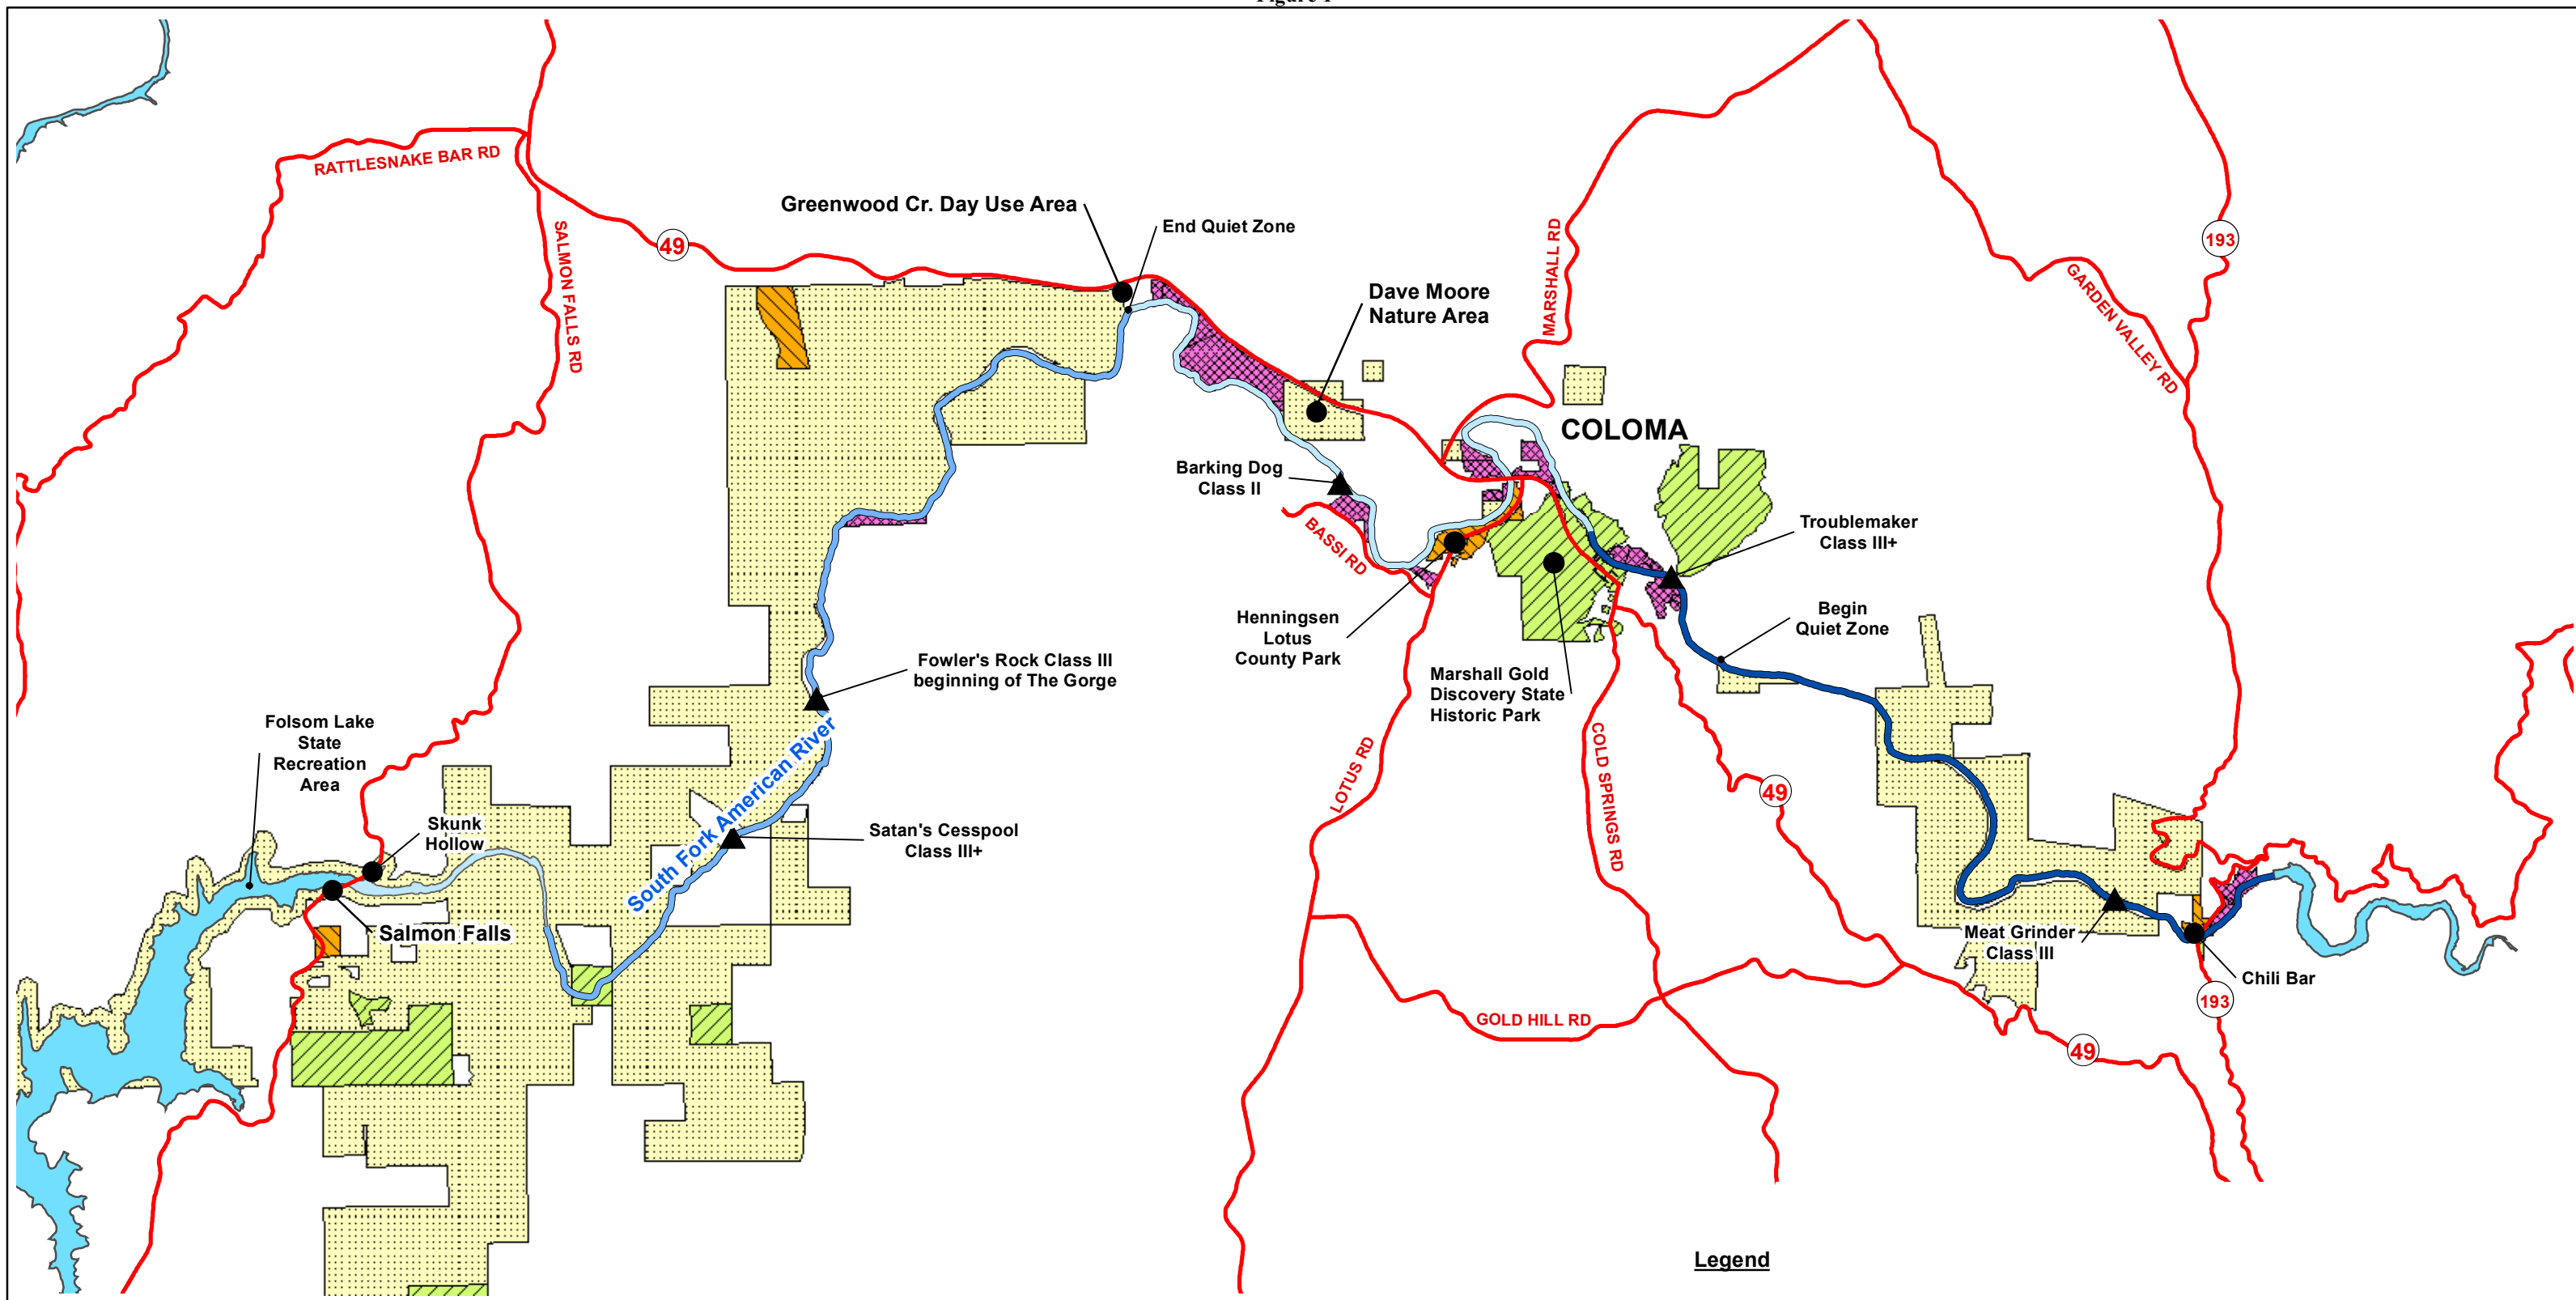 Figure 1
RATTLESNAKE BAR RD
SALMON FALLS RD
49
Greenwood Cr. Day Use Area
End Quiet Zone
Dave Moore
Nature Area
MARSHALL RD
193
GARDEN VALLEY RD
COLOMA
Barking Dog
Class II
BASSI RD
Troublemaker
Class III+
Begin
Quiet Zone
Henningsen
Lotus
County Park
Marshall Gold
Discovery State
Historic Park
Fowler's Rock Class III
beginning of The Gorge
Folsom Lake
State
Recreation
Area
South Fork American River
LOTUS RD
COLD SPRINGS RD
49
Skunk
Hollow
Satan's Cesspool
Class III+
Salmon Falls
Meat Grinder
Class III
Chili Bar
193
GOLD HILL RD
49
Legend